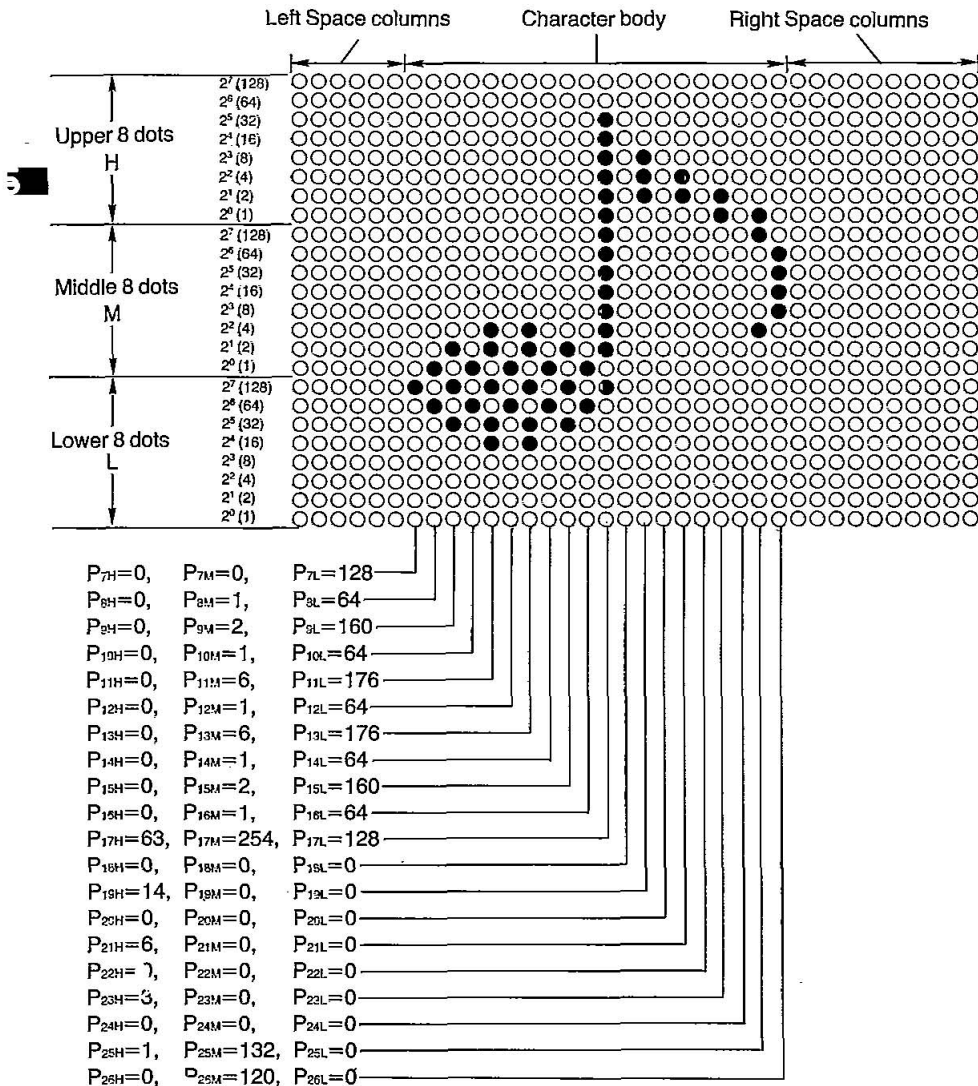 Left Space columns Character body Right Space columns
2⁷ (128)
2⁶ (64)
2⁵ (32)
Upper 8 dots 2⁴ (16)
H 2³ (8)
2² (4)
2¹ (2)
2⁰ (1)
2⁷ (128)
2⁶ (64)
2⁵ (32)
Middle 8 dots 2⁴ (16)
M 2³ (8)
2² (4)
2¹ (2)
2⁰ (1)
2⁷ (128)
2⁶ (64)
2⁵ (32)
Lower 8 dots 2⁴ (16)
L 2³ (8)
2² (4)
2¹ (2)
2⁰ (1)
P7H=0, P7M=0, P7L=128
P8H=0, P8M=1, P8L=64
P9H=0, P9M=2, P9L=160
P10H=0, P10M=1, P10L=64
P11H=0, P11M=6, P11L=176
P12H=0, P12M=1, P12L=64
P13H=0, P13M=6, P13L=176
P14H=0, P14M=1, P14L=64
P15H=0, P15M=2, P15L=160
P16H=0, P16M=1, P16L=64
P17H=63, P17M=254, P17L=128
P18H=0, P18M=0, P18L=0
P19H=14, P19M=0, P19L=0
P20H=0, P20M=0, P20L=0
P21H=6, P21M=0, P21L=0
P22H=0, P22M=0, P22L=0
P23H=3, P23M=0, P23L=0
P24H=0, P24M=0, P24L=0
P25H=1, P25M=132, P25L=0
P26H=0, P26M=120, P26L=0